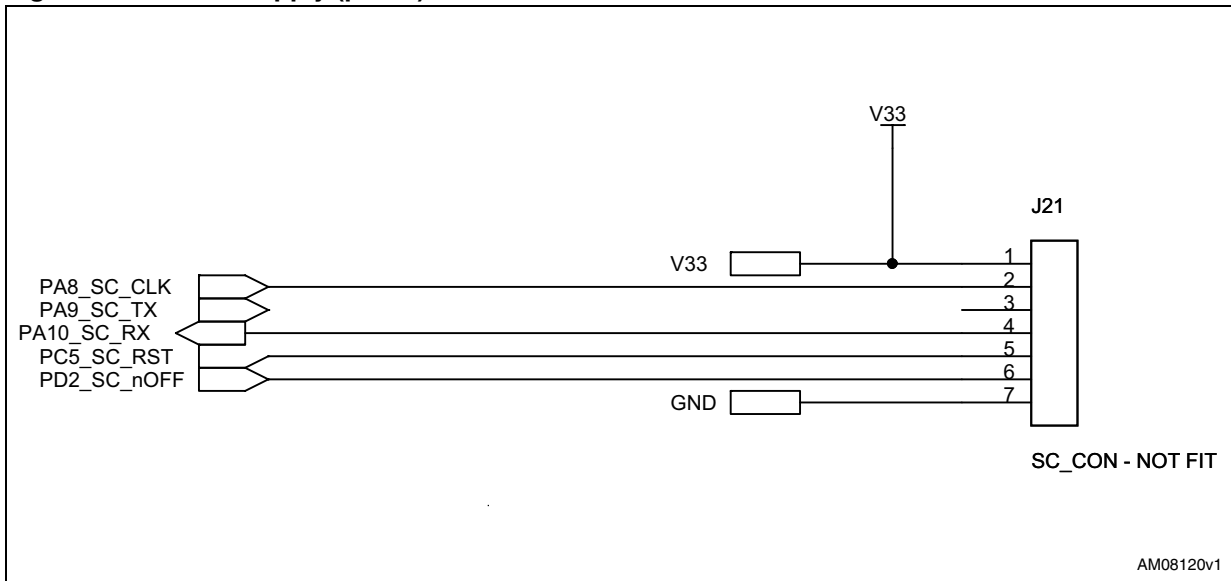 V33
J21
V33
1
PA8_SC_CLK
2
PA9_SC_TX
3
PA10_SC_RX
4
PC5_SC_RST
5
PD2_SC_nOFF
6
GND
7
SC_CON - NOT FIT
AM08120v1